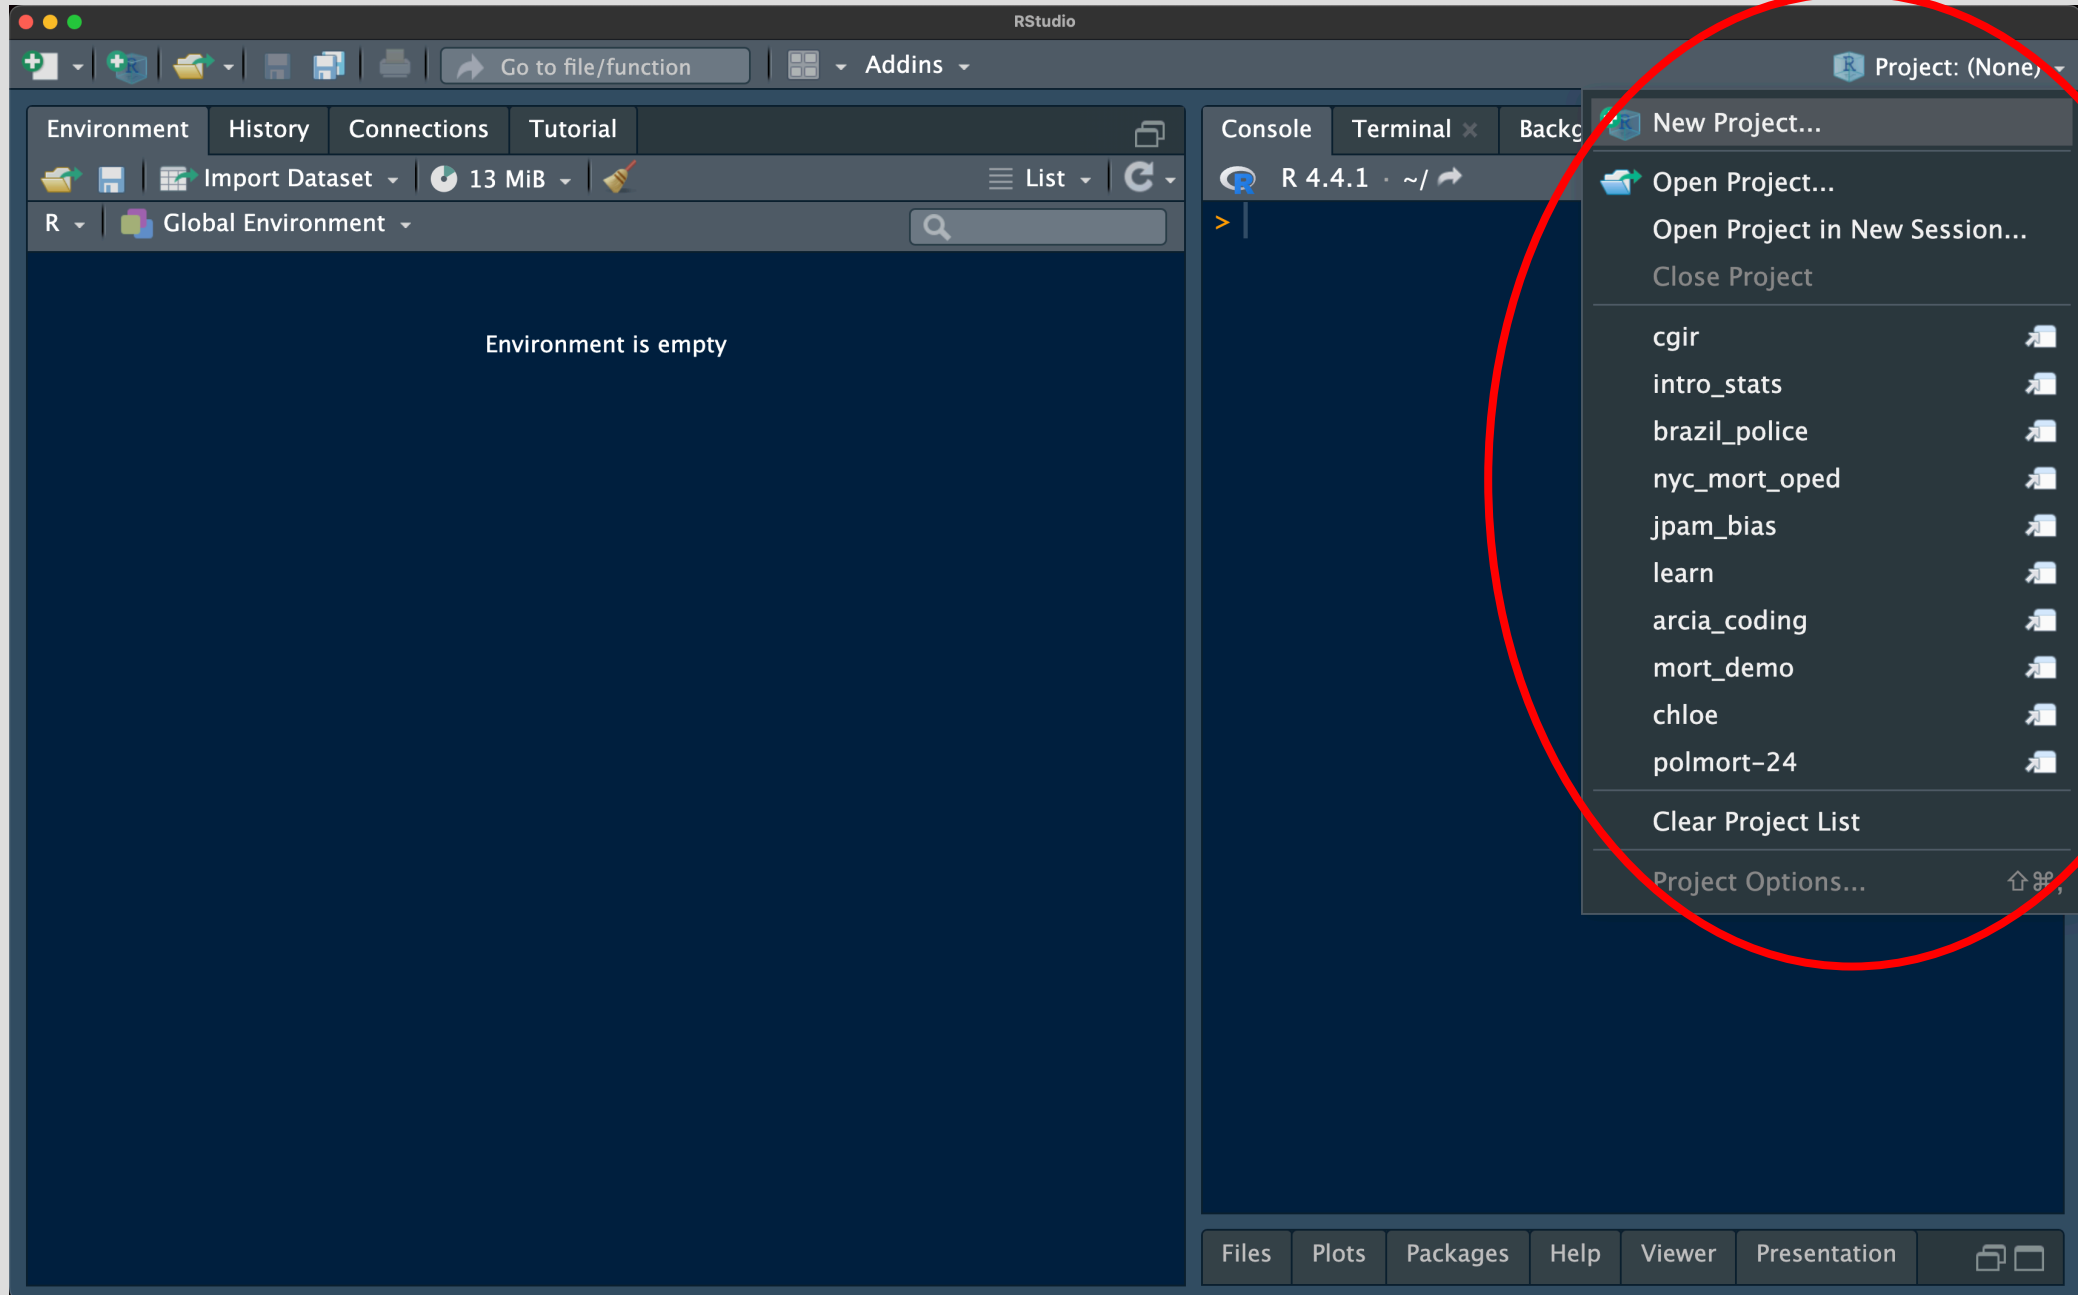 RStudio
Go to file/function
Addins
Project: (None)
Environment History Connections Tutorial
Import Dataset 13 MiB List
R Global Environment
Environment is empty
Console Terminal
R 4.4.1 · ~/
>
New Project...
Open Project...
Open Project in New Session...
Close Project
cgir
intro_stats
brazil_police
nyc_mort_oped
jpam_bias
learn
arcia_coding
mort_demo
chloe
polmort-24
Clear Project List
Project Options... ⇧⌘,
Files Plots Packages Help Viewer Presentation